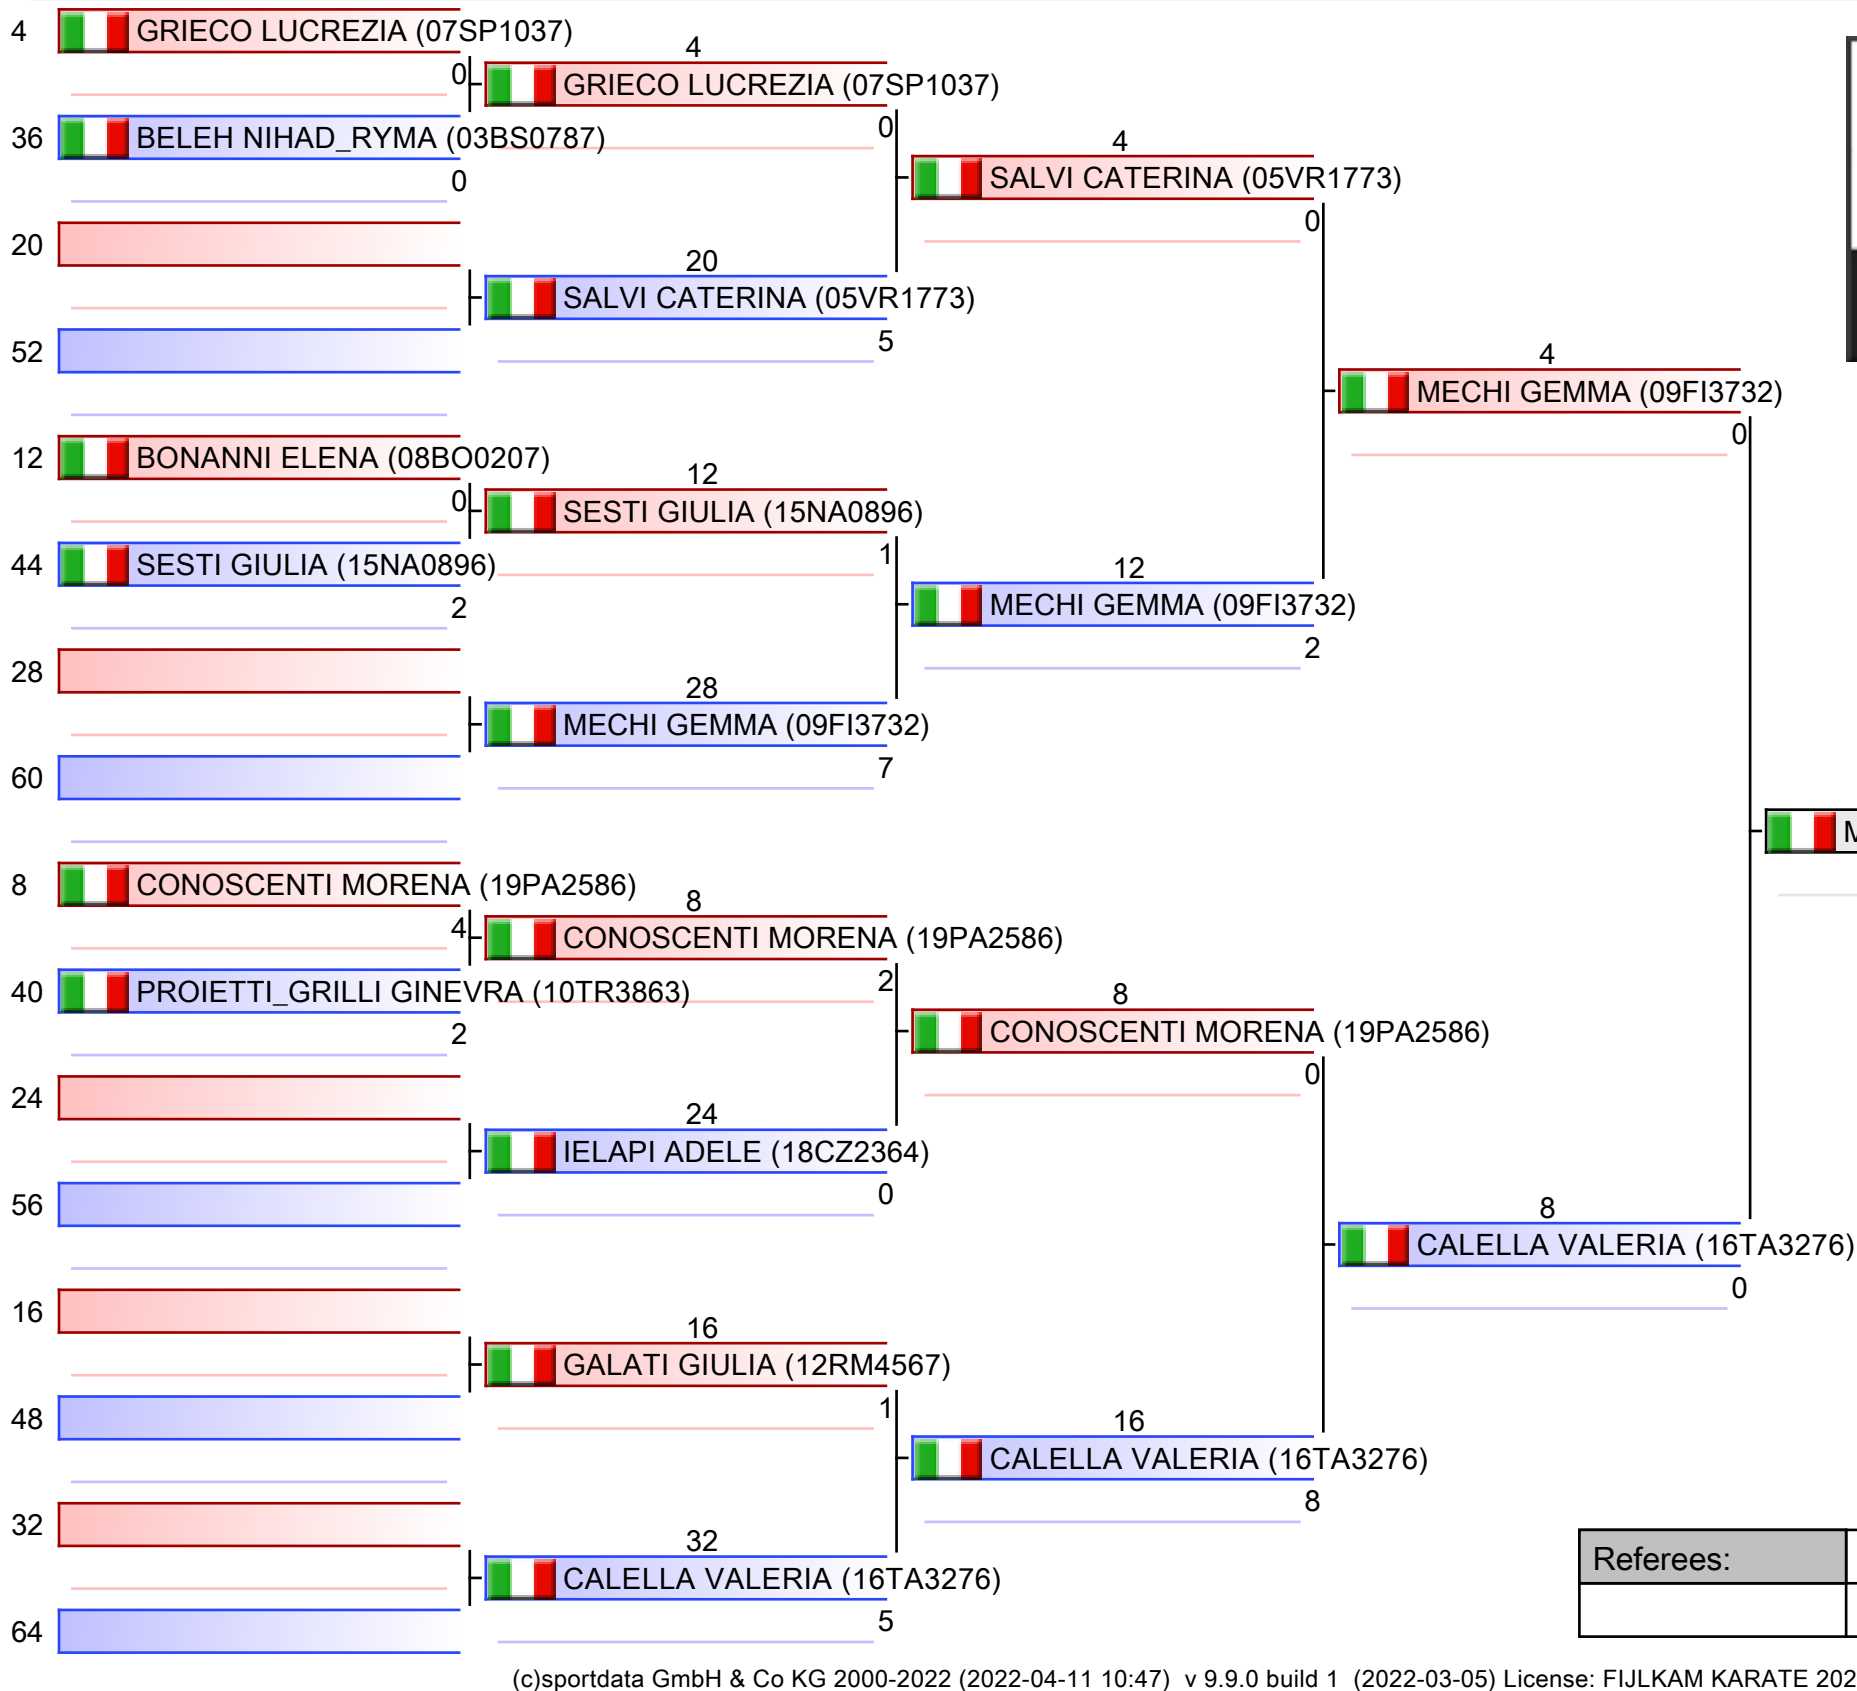 4 GRIECO LUCREZIA (07SP1037)
0
36 BELEH NIHAD_RYMA (03BS0787)
0
20
52
12 BONANNI ELENA (08BO0207)
0
44 SESTI GIULIA (15NA0896)
2
28
60
8 CONOSCENTI MORENA (19PA2586)
4
40 PROIETTI_GRILLI GINEVRA (10TR3863)
2
24
56
16
48
32
64
4
GRIECO LUCREZIA (07SP1037)
0
20
SALVI CATERINA (05VR1773)
5
12
SESTI GIULIA (15NA0896)
1
28
MECHI GEMMA (09FI3732)
7
8
CONOSCENTI MORENA (19PA2586)
2
24
IELAPI ADELE (18CZ2364)
0
16
GALATI GIULIA (12RM4567)
1
32
CALELLA VALERIA (16TA3276)
5
4
SALVI CATERINA (05VR1773)
0
12
MECHI GEMMA (09FI3732)
2
8
CONOSCENTI MORENA (19PA2586)
0
16
CALELLA VALERIA (16TA3276)
8
4
MECHI GEMMA (09FI3732)
0
8
CALELLA VALERIA (16TA3276)
0
Referees:
(c)sportdata GmbH & Co KG 2000-2022 (2022-04-11 10:47) v 9.9.0 build 1 (2022-03-05) License: FIJLKAM KARATE 202